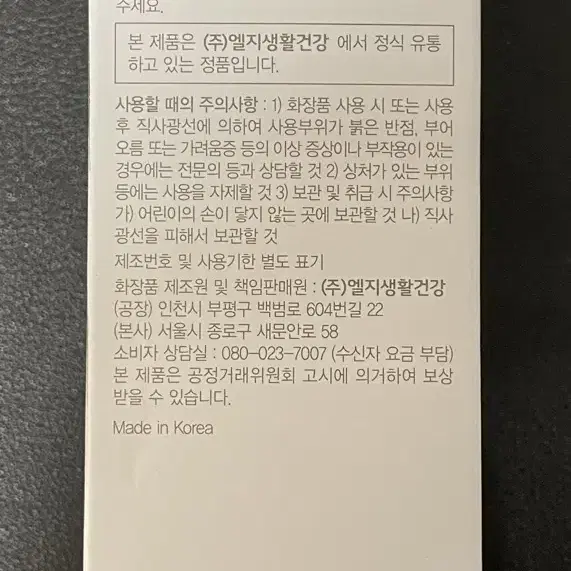 주세요.
본 제품은 (주)엘지생활건강 에서 정식 유통
하고 있는 정품입니다.
사용할 때의 주의사항 : 1) 화장품 사용 시 또는 사용
후 직사광선에 의하여 사용부위가 붉은 반점, 부어
오름 또는 가려움증 등의 이상 증상이나 부작용이 있는
경우에는 전문의 등과 상담할 것 2) 상처가 있는 부위
등에는 사용을 자제할 것 3) 보관 및 취급 시 주의사항
가) 어린이의 손이 닿지 않는 곳에 보관할 것 나) 직사
광선을 피해서 보관할 것
제조번호 및 사용기한 별도 표기
화장품 제조원 및 책임판매원 : (주)엘지생활건강
(공장) 인천시 부평구 백범로 604번길 22
(본사) 서울시 종로구 새문안로 58
소비자 상담실 : 080-023-7007 (수신자 요금 부담)
본 제품은 공정거래위원회 고시에 의거하여 보상
받을 수 있습니다.
Made in Korea